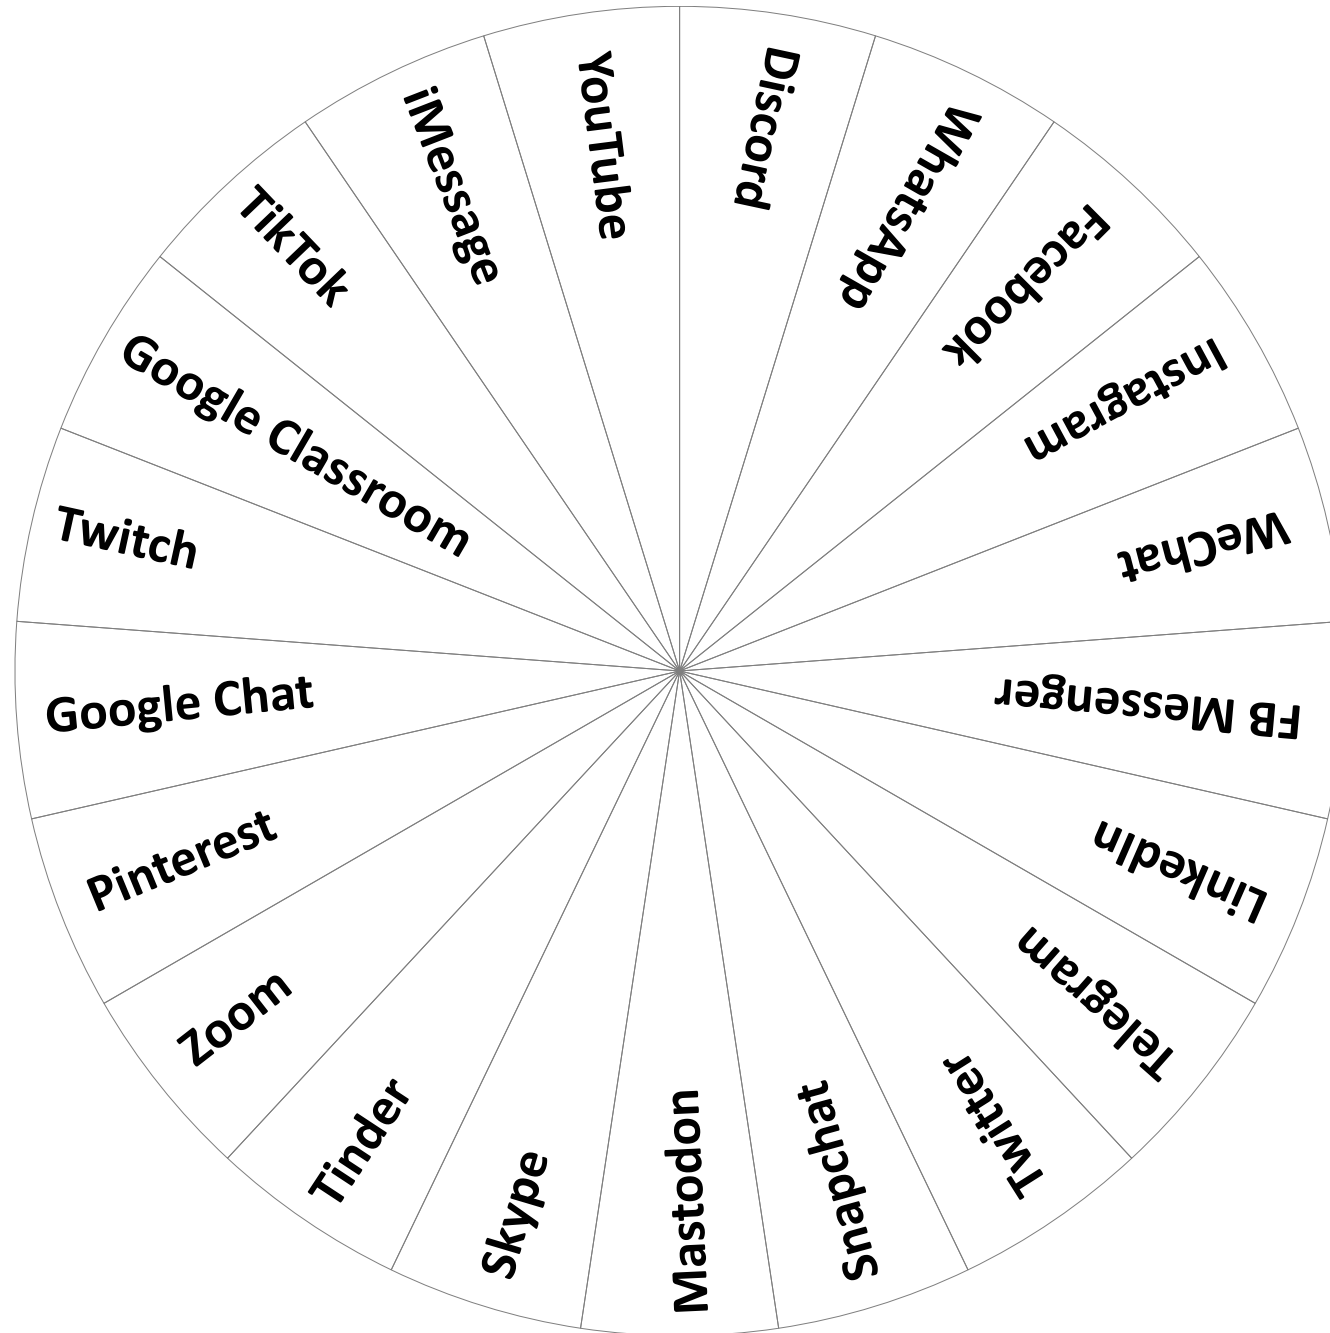 Discord
WhatsApp
Facebook
Instagram
WeChat
FB Messenger
LinkedIn
Telegram
Twitter
Snapchat
Mastodon
Skype
Tinder
Zoom
Pinterest
Google Chat
Twitch
Google Classroom
TikTok
iMessage
YouTube